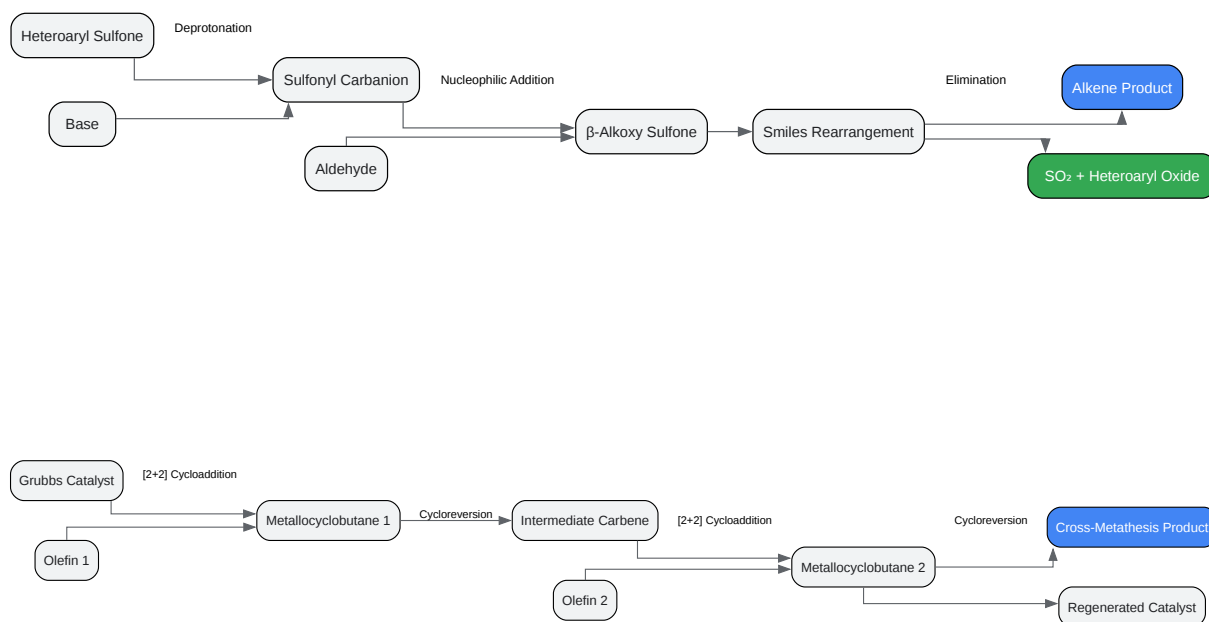 Heteroaryl Sulfone
Deprotonation
Base
Sulfonyl Carbanion
Nucleophilic Addition
Aldehyde
β-Alkoxy Sulfone
Smiles Rearrangement
Elimination
Alkene Product
SO₂ + Heteroaryl Oxide
Grubbs Catalyst
[2+2] Cycloaddition
Olefin 1
Metallocyclobutane 1
Cycloreversion
Intermediate Carbene
[2+2] Cycloaddition
Olefin 2
Metallocyclobutane 2
Cycloreversion
Cross-Metathesis Product
Regenerated Catalyst